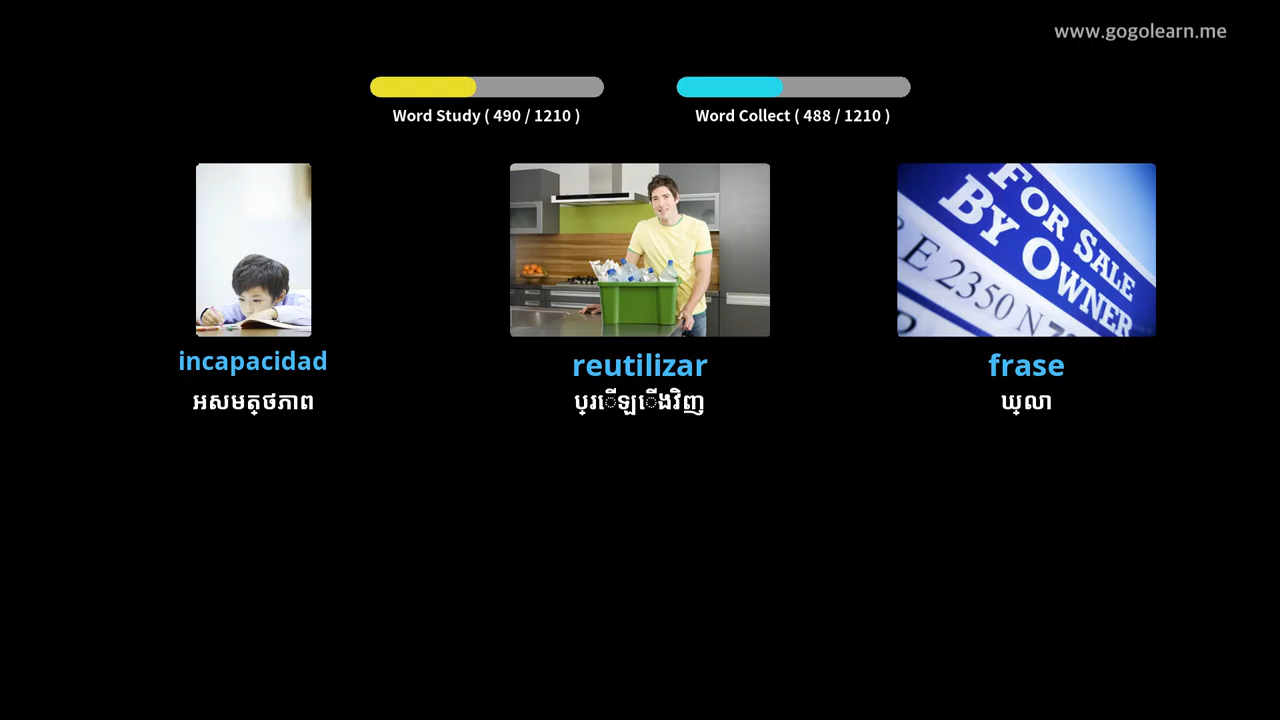 www.gogolearn.me
Word Study ( 490 / 1210 )
Word Collect ( 488 / 1210 )
FOR SALE
BY OWNER
E 2350 N
incapacidad
reutilizar
frase
អសមត្ថភាព
ប្រើឡើងវិញ
ឃ្លា